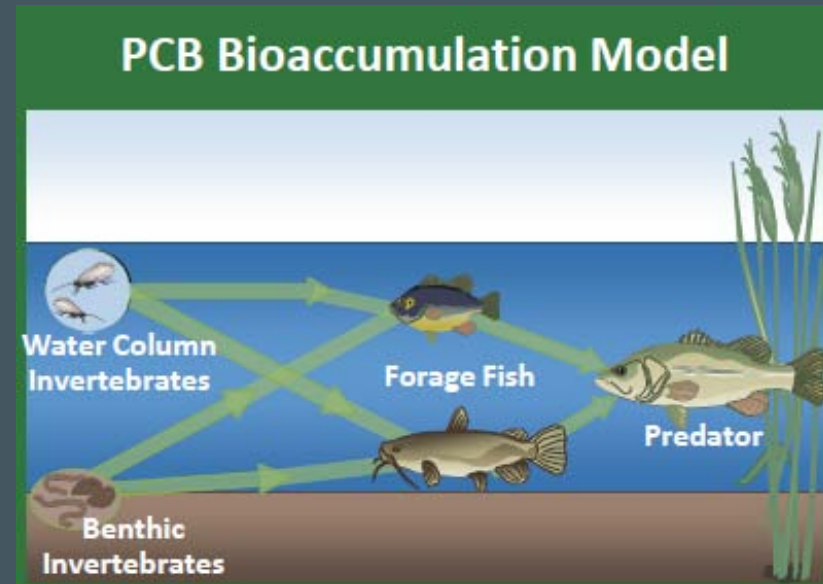 PCB Bioaccumulation Model
Water Column
Invertebrates
Forage Fish
Predator
Benthic
Invertebrates